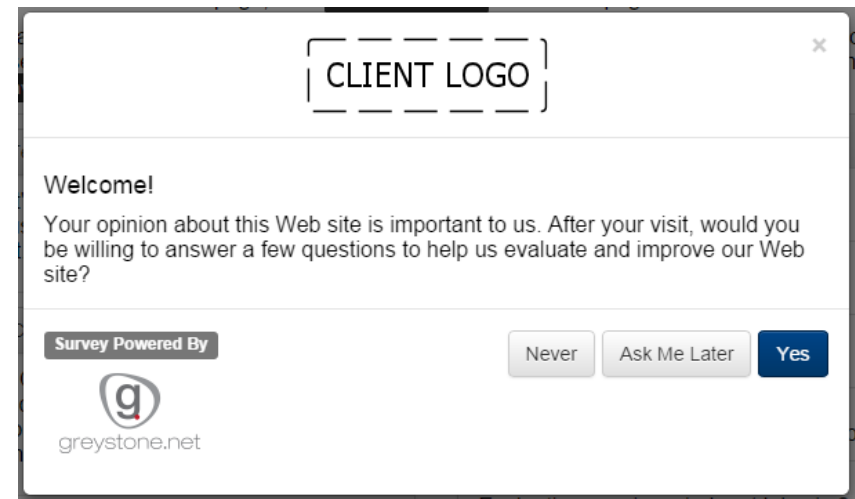 ×
CLIENT LOGO
Welcome!
Your opinion about this Web site is important to us. After your visit, would you
be willing to answer a few questions to help us evaluate and improve our Web
site?
Survey Powered By
Never
Ask Me Later
Yes
g
greystone.net